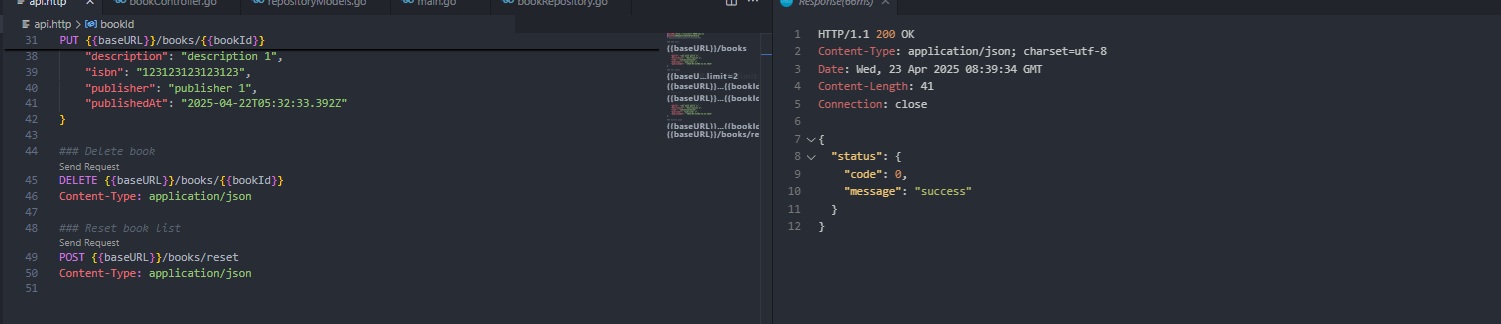 api.http
bookController.go
repositoryModels.go
main.go
bookRepository.go
Response(66ms)
api.http > bookId
31 PUT {{baseURL}}/books/{{bookId}}
38 "description": "description 1",
39 "isbn": "123123123123123",
40 "publisher": "publisher 1",
41 "publishedAt": "2025-04-22T05:32:33.392Z"
42 }
43
44 ### Delete book
Send Request
45 DELETE {{baseURL}}/books/{{bookId}}
46 Content-Type: application/json
47
48 ### Reset book list
Send Request
49 POST {{baseURL}}/books/reset
50 Content-Type: application/json
51
{{baseURL}}/books
{{baseU...limit=2
{{baseURL}}...{{bookId
{{baseURL}}...{{bookId
{{baseURL}}...{{bookId
{{baseURL}}/books/re
1 HTTP/1.1 200 OK
2 Content-Type: application/json; charset=utf-8
3 Date: Wed, 23 Apr 2025 08:39:34 GMT
4 Content-Length: 41
5 Connection: close
6
7 {
8 "status": {
9 "code": 0,
10 "message": "success"
11 }
12 }